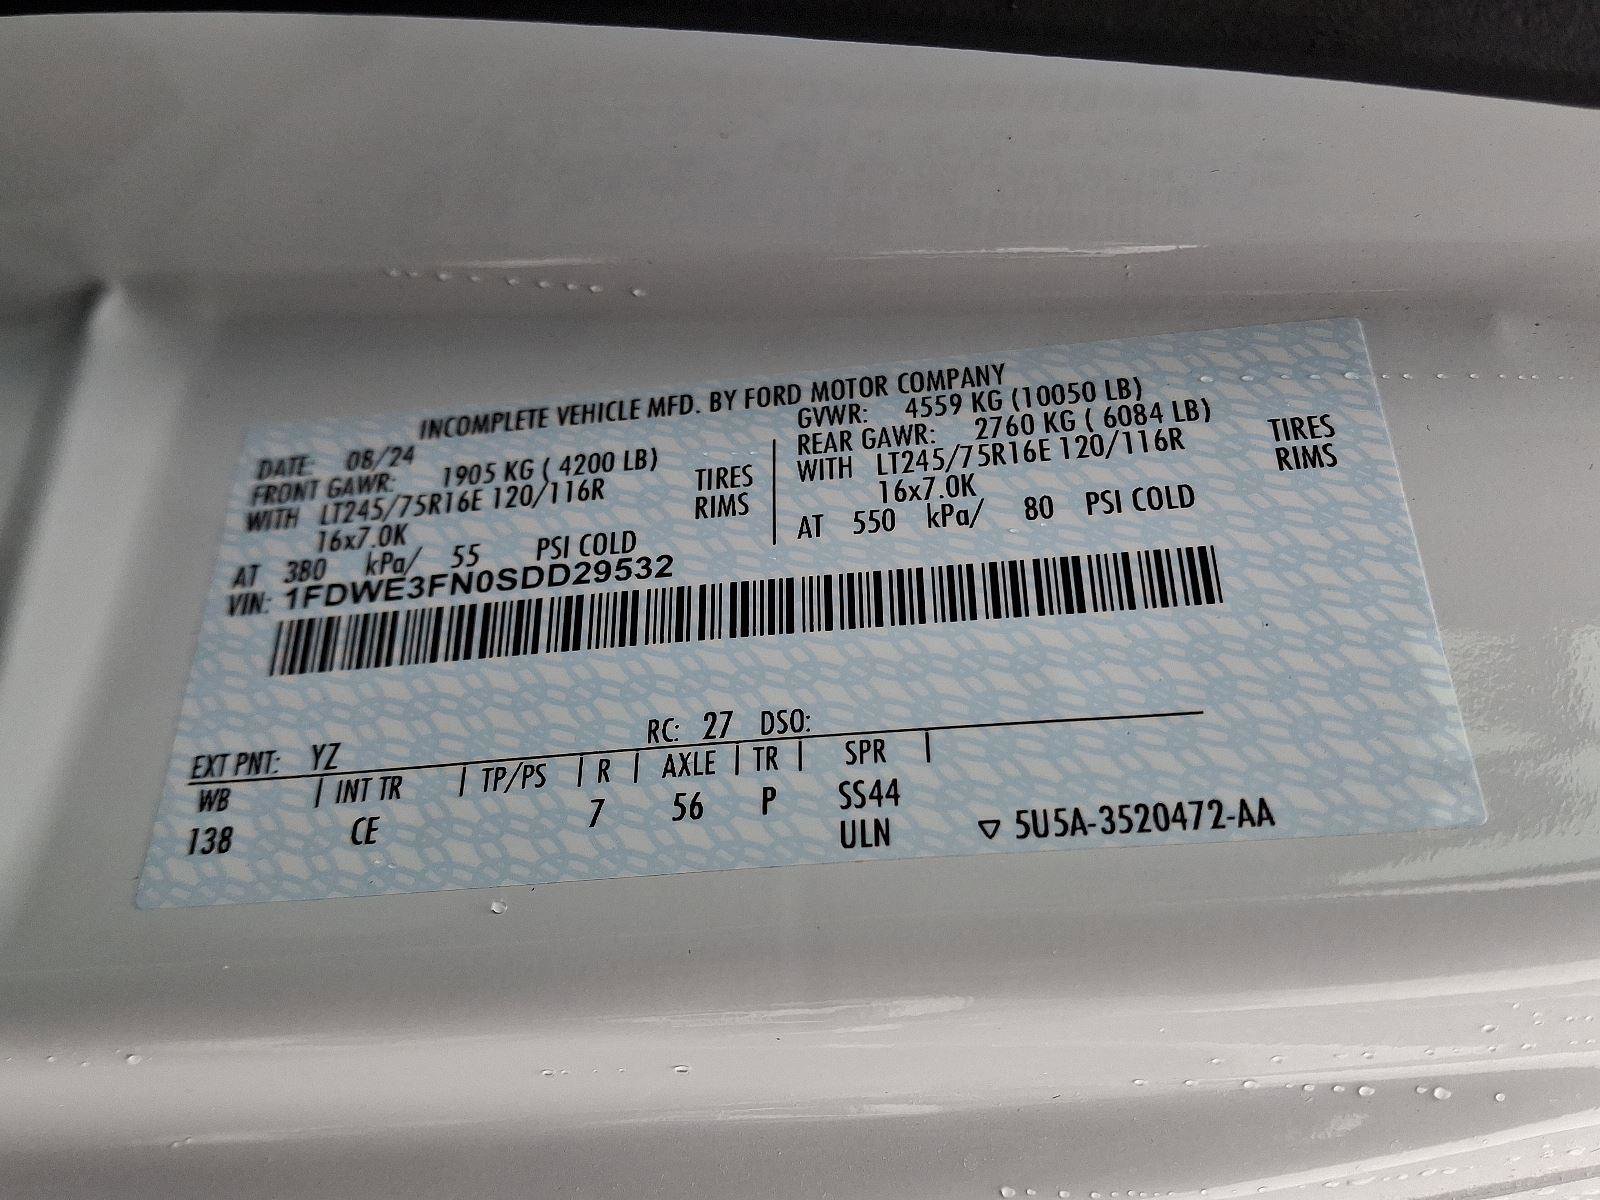 INCOMPLETE VEHICLE MFD. BY FORD MOTOR COMPANY
DATE: 08/24
FRONT GAWR: 1905 KG ( 4200 LB)
WITH LT245/75R16E 120/116R TIRES
16x7.0K RIMS
AT 380 kPa/ 55 PSI COLD
GVWR: 4559 KG (10050 LB)
REAR GAWR: 2760 KG ( 6084 LB)
WITH LT245/75R16E 120/116R TIRES
16x7.0K RIMS
AT 550 kPa/ 80 PSI COLD
VIN: 1FDWE3FN0SDD29532
EXT PNT: YZ RC: 27 DSO:
WB | INT TR | TP/PS | R | AXLE | TR | SPR |
138 CE 7 56 P SS44
ULN ▽ 5U5A-3520472-AA